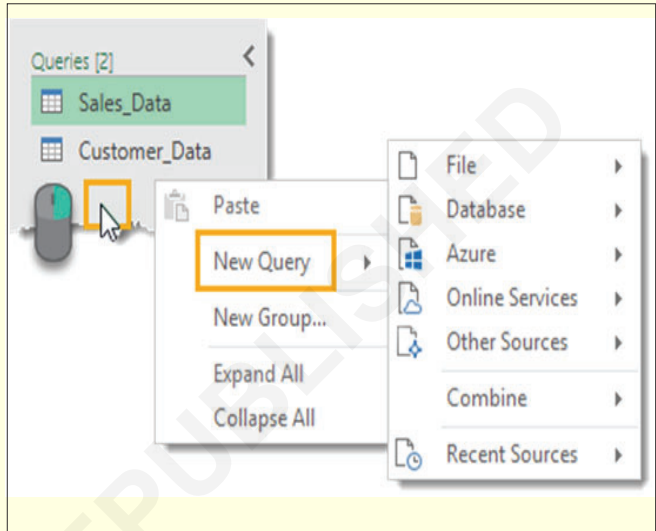 Queries [2]
Sales_Data
Customer_Data
Paste
New Query
New Group...
Expand All
Collapse All
File
Database
Azure
Online Services
Other Sources
Combine
Recent Sources
EPUBLISHED